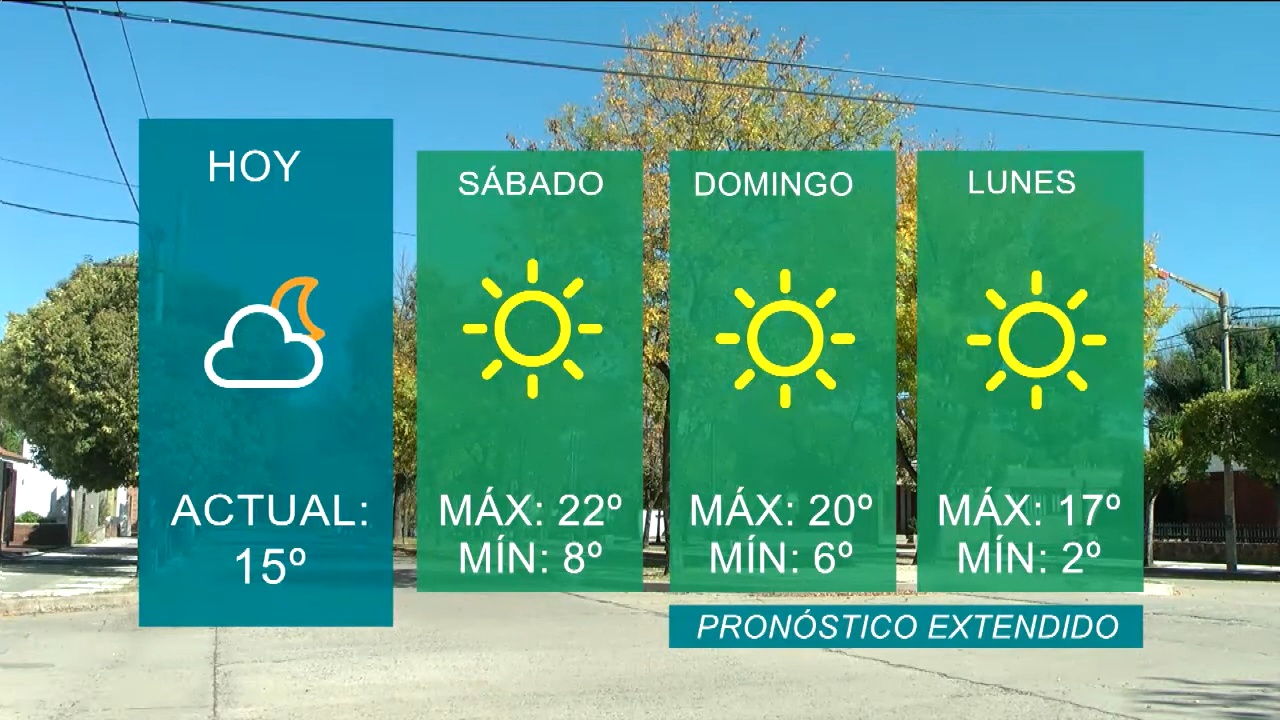 HOY
ACTUAL:
15º
SÁBADO
MÁX: 22º
MÍN: 8º
DOMINGO
MÁX: 20º
MÍN: 6º
LUNES
MÁX: 17º
MÍN: 2º
PRONÓSTICO EXTENDIDO